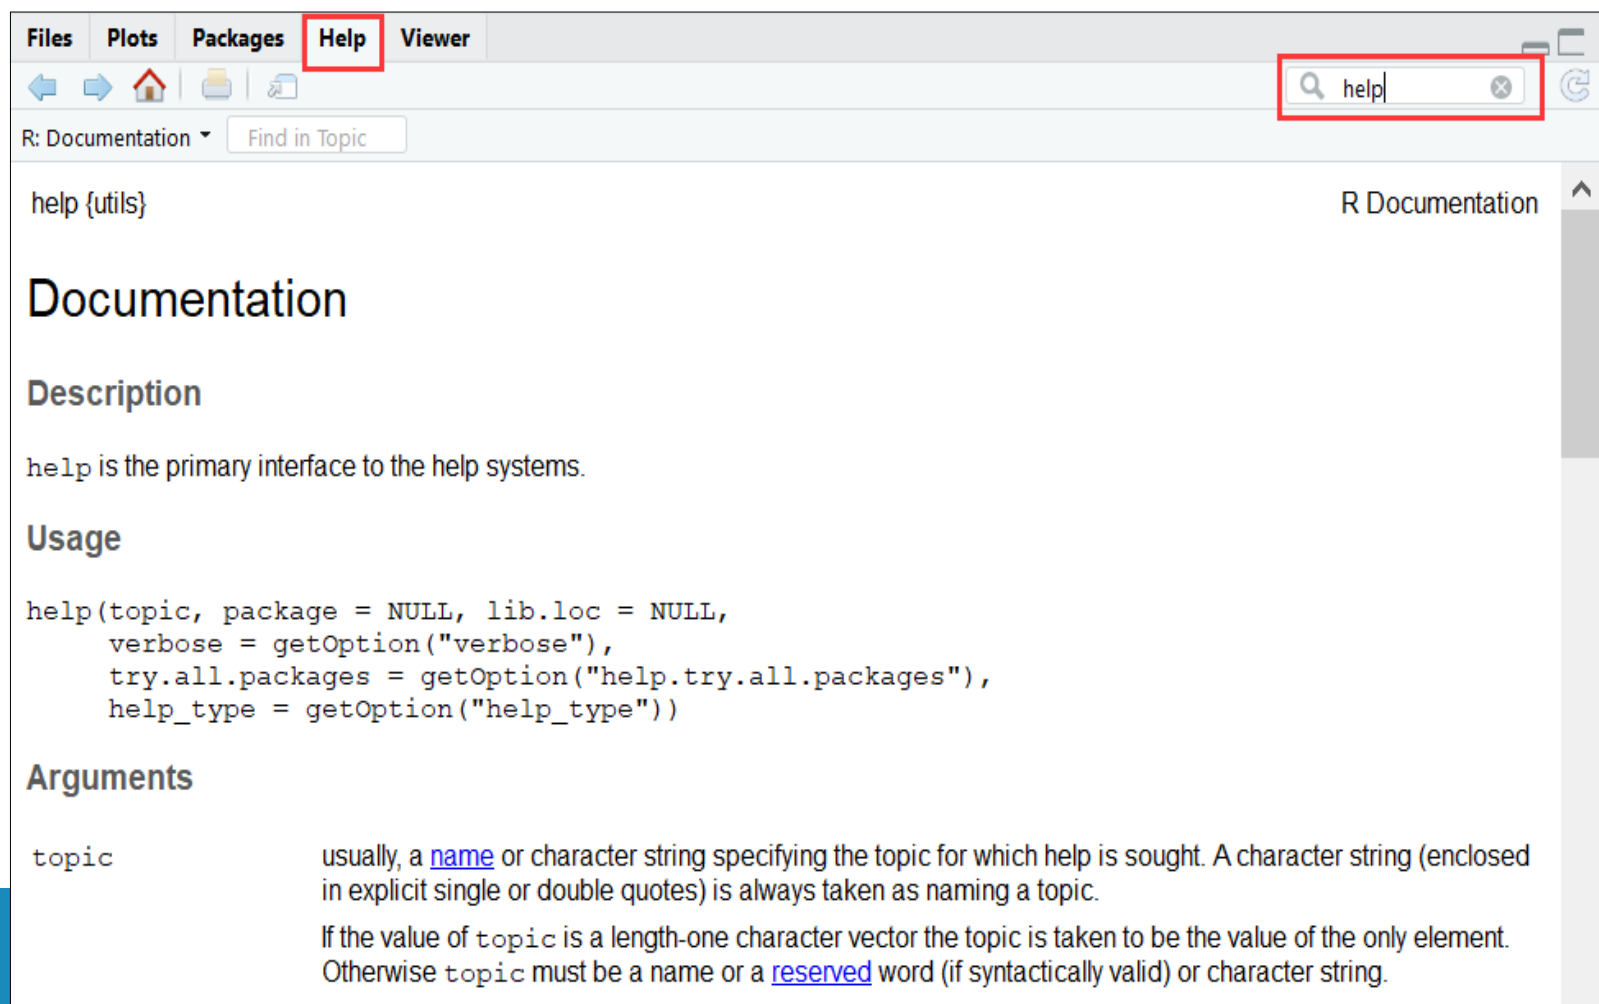 Files Plots Packages Help Viewer
help
R: Documentation Find in Topic
help {utils} R Documentation
Documentation
Description
help is the primary interface to the help systems.
Usage
help(topic, package = NULL, lib.loc = NULL,
verbose = getOption("verbose"),
try.all.packages = getOption("help.try.all.packages"),
help_type = getOption("help_type"))
Arguments
topic usually, a name or character string specifying the topic for which help is sought. A character string (enclosed
in explicit single or double quotes) is always taken as naming a topic.
If the value of topic is a length-one character vector the topic is taken to be the value of the only element.
Otherwise topic must be a name or a reserved word (if syntactically valid) or character string.